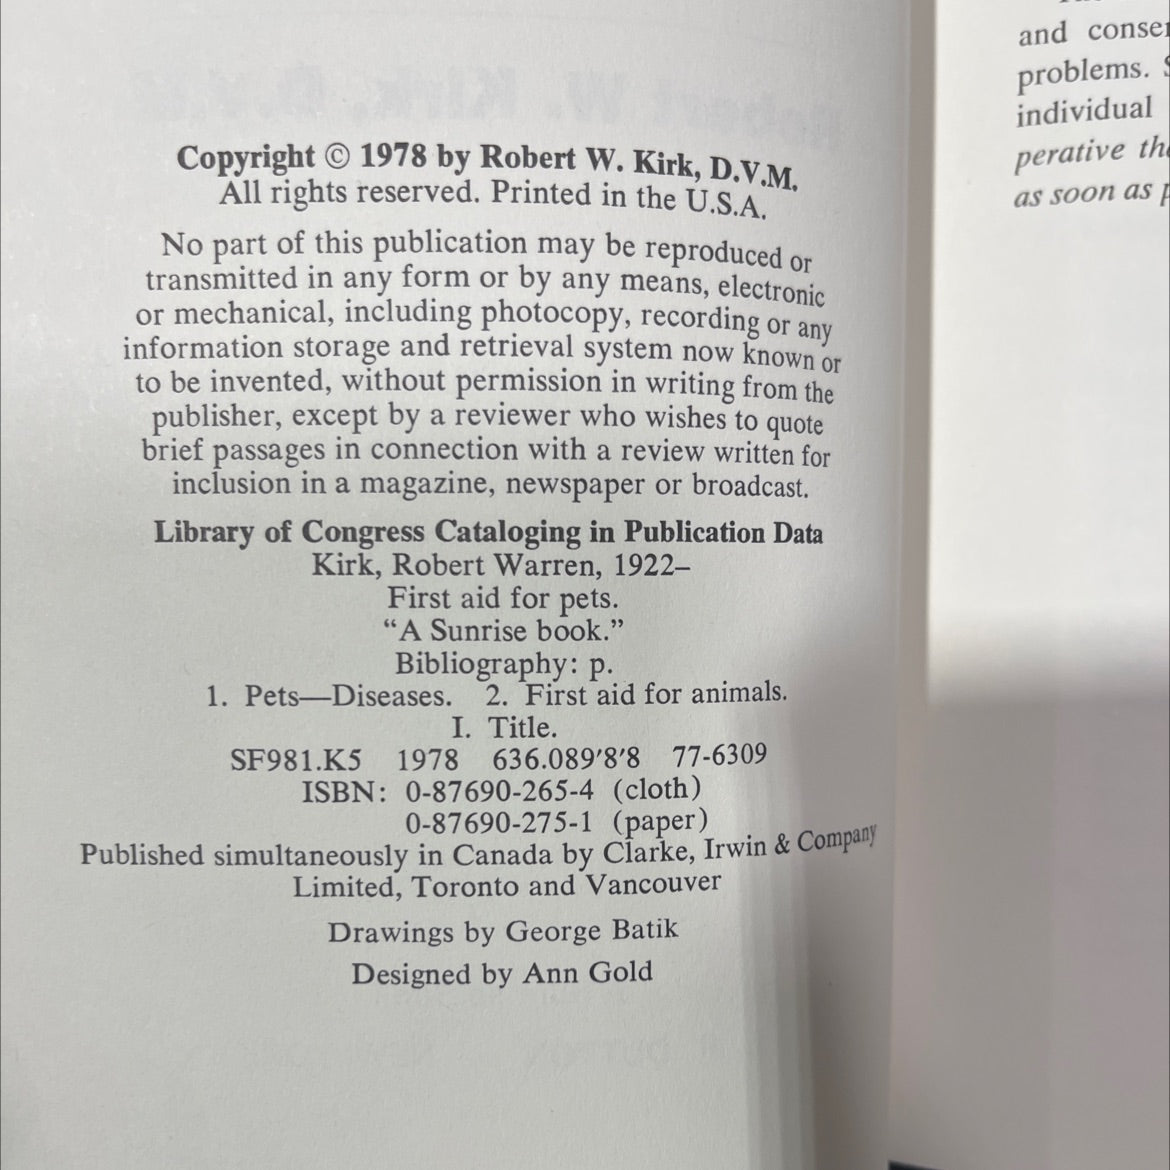 Copyright © 1978 by Robert W. Kirk, D.V.M.
All rights reserved. Printed in the U.S.A.
No part of this publication may be reproduced or
transmitted in any form or by any means, electronic
or mechanical, including photocopy, recording or any
information storage and retrieval system now known or
to be invented, without permission in writing from the
publisher, except by a reviewer who wishes to quote
brief passages in connection with a review written for
inclusion in a magazine, newspaper or broadcast.
Library of Congress Cataloging in Publication Data
Kirk, Robert Warren, 1922–
First aid for pets.
“A Sunrise book.”
Bibliography: p.
1. Pets—Diseases. 2. First aid for animals.
I. Title.
SF981.K5 1978 636.089′8′8 77-6309
ISBN: 0-87690-265-4 (cloth)
0-87690-275-1 (paper)
Published simultaneously in Canada by Clarke, Irwin & Company
Limited, Toronto and Vancouver
Drawings by George Batik
Designed by Ann Gold
and
problems.
individual
perative
as soon as